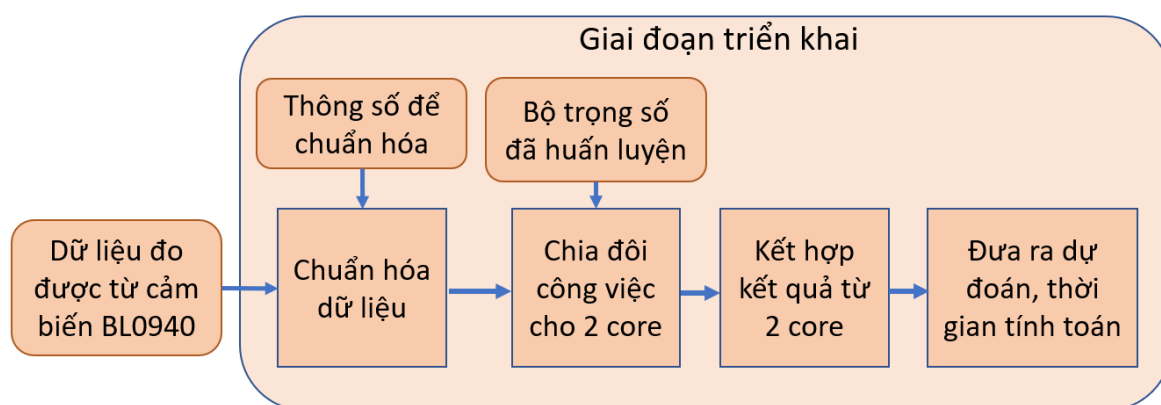 Giai đoạn triển khai
Thông số để
chuẩn hóa
Bộ trọng số
đã huấn luyện
Dữ liệu đo
được từ cảm
biến BL0940
Chuẩn hóa
dữ liệu
Chia đôi
công việc
cho 2 core
Kết hợp
kết quả từ
2 core
Đưa ra dự
đoán, thời
gian tính toán